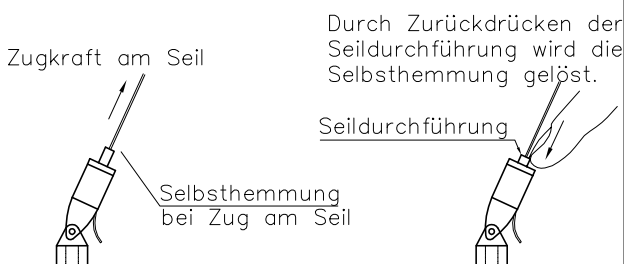 Zugkraft am Seil
Selbsthemmung
bei Zug am Seil
Durch Zurückdrücken der
Seildurchführung wird die
Selbsthemmung gelöst.
Seildurchführung